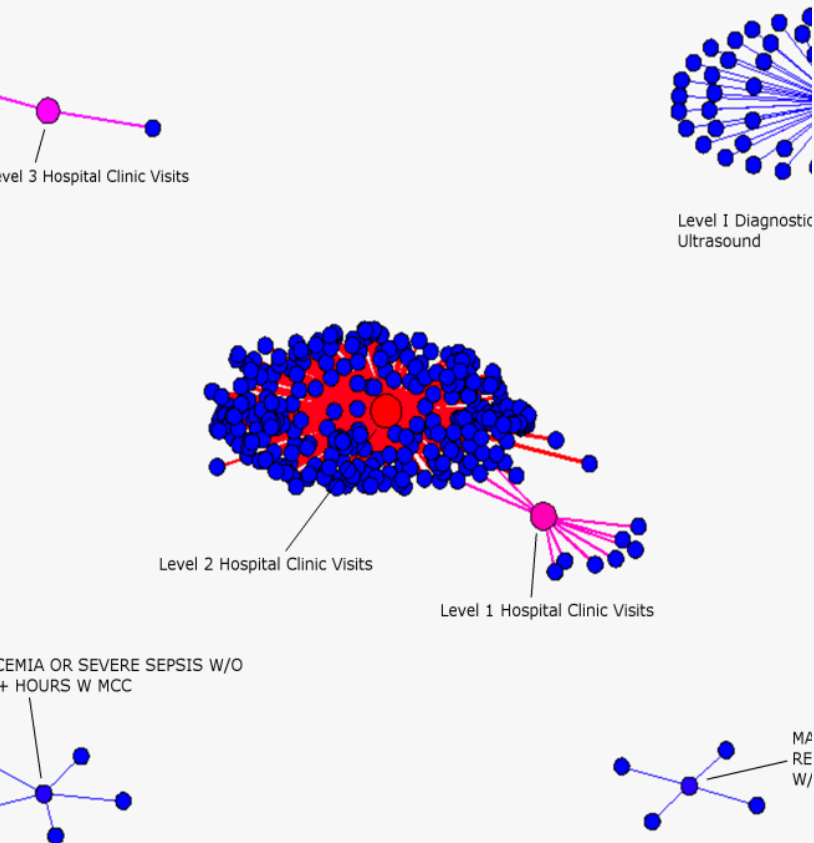 evel 3 Hospital Clinic Visits
Level I Diagnostic
Ultrasound
Level 2 Hospital Clinic Visits
Level 1 Hospital Clinic Visits
CEMIA OR SEVERE SEPSIS W/O
+ HOURS W MCC
MA
RE
W/